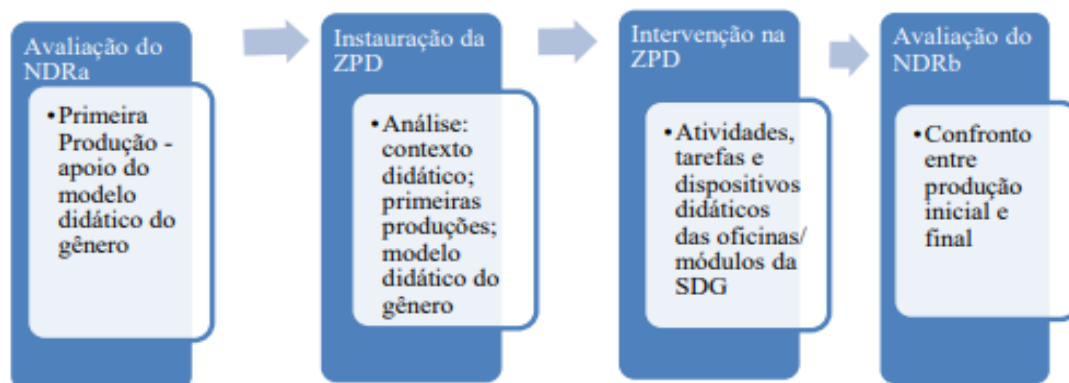 Avaliação do
NDRa
•Primeira
Produção -
apoio do
modelo
didático do
gênero
Instauração da
ZPD
•Análise:
contexto
didático;
primeiras
produções;
modelo
didático do
gênero
Intervenção na
ZPD
•Atividades,
tarefas e
dispositivos
didáticos
das oficinas/
módulos da
SDG
Avaliação do
NDRb
•Confronto
entre
produção
inicial e
final